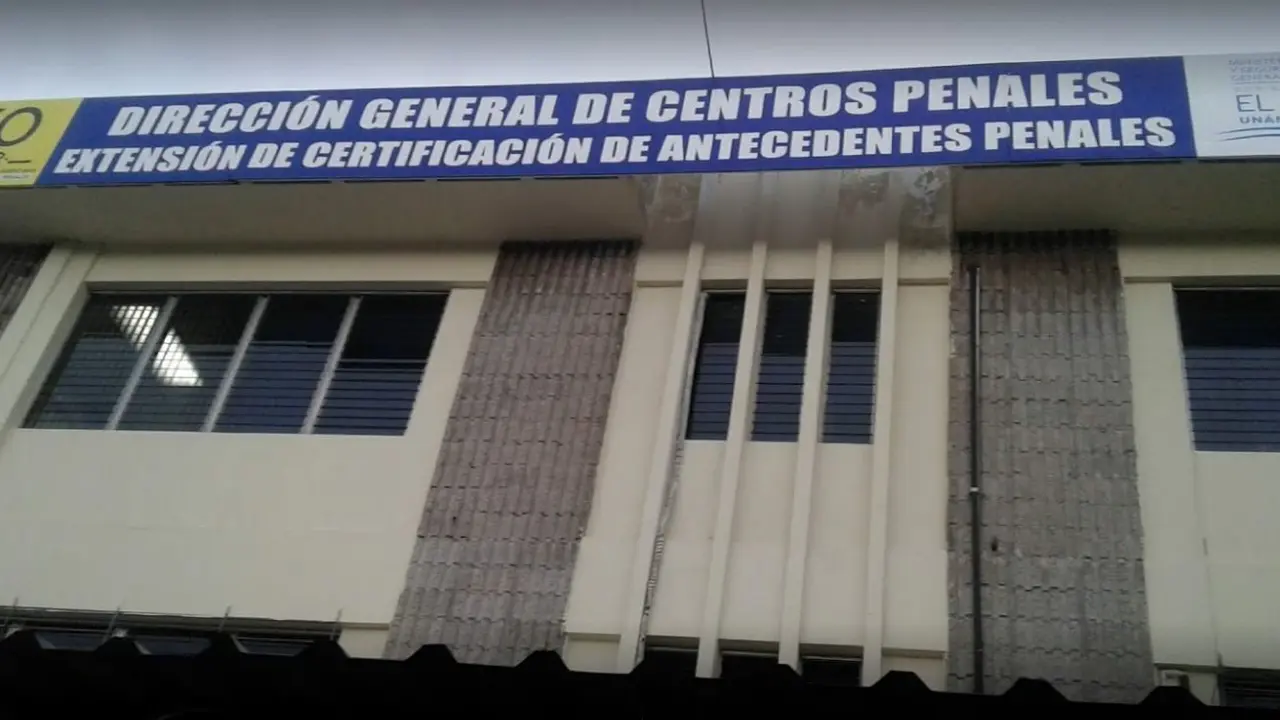 DIRECCIÓN GENERAL DE CENTROS PENALES
EXTENSIÓN DE CERTIFICACIÓN DE ANTECEDENTES PENALES
EL